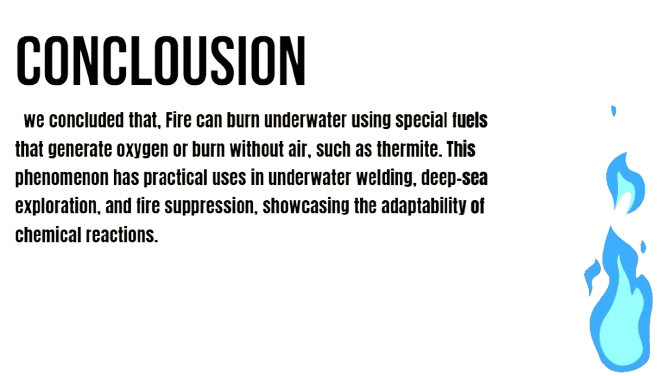 CONCLOUSION
we concluded that, Fire can burn underwater using special fuels
that generate oxygen or burn without air, such as thermite. This
phenomenon has practical uses in underwater welding, deep-sea
exploration, and fire suppression, showcasing the adaptability of
chemical reactions.